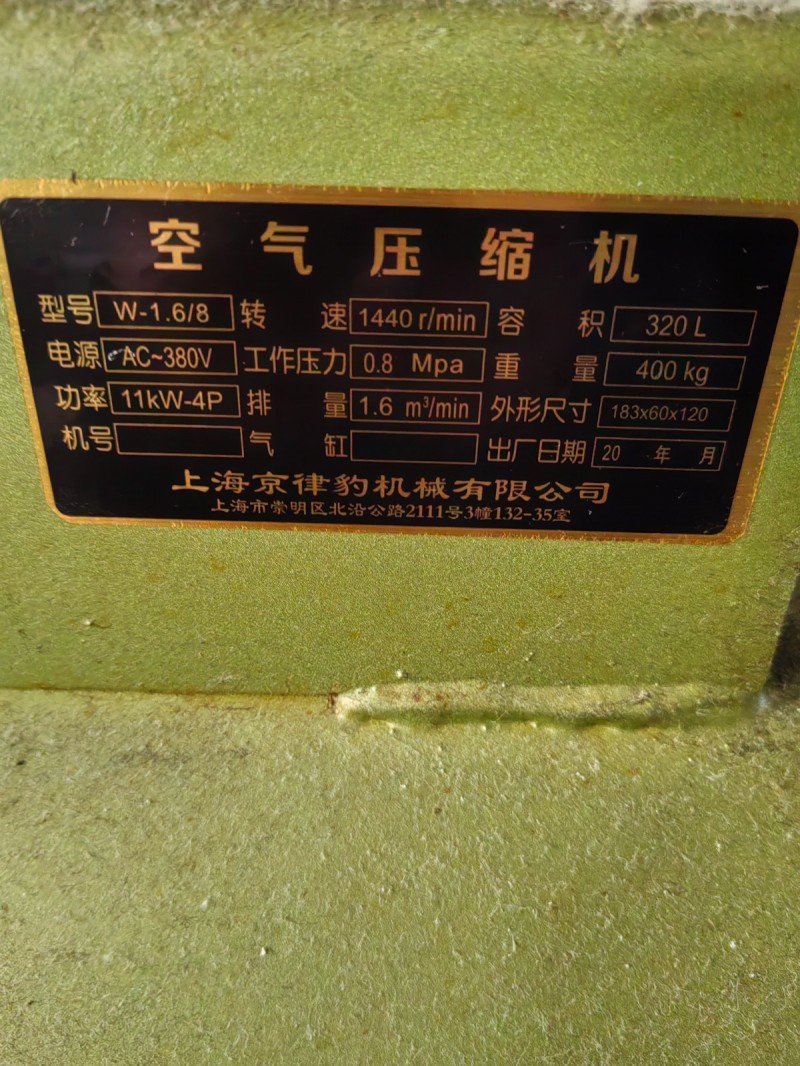 空气压缩机
型号 W-1.6/8 转速 1440 r/min 容积 320 L
电源 AC~380V 工作压力 0.8 Mpa 重量 400 kg
功率 11kW-4P 排量 1.6 m³/min 外形尺寸 183x60x120
机号 气缸 出厂日期 20 年 月
上海京律豹机械有限公司
上海市崇明区北沿公路2111号3幢132-35室